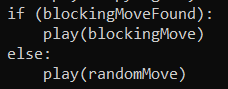 if (blockingMoveFound):
    play(blockingMove)
else:
    play(randomMove)